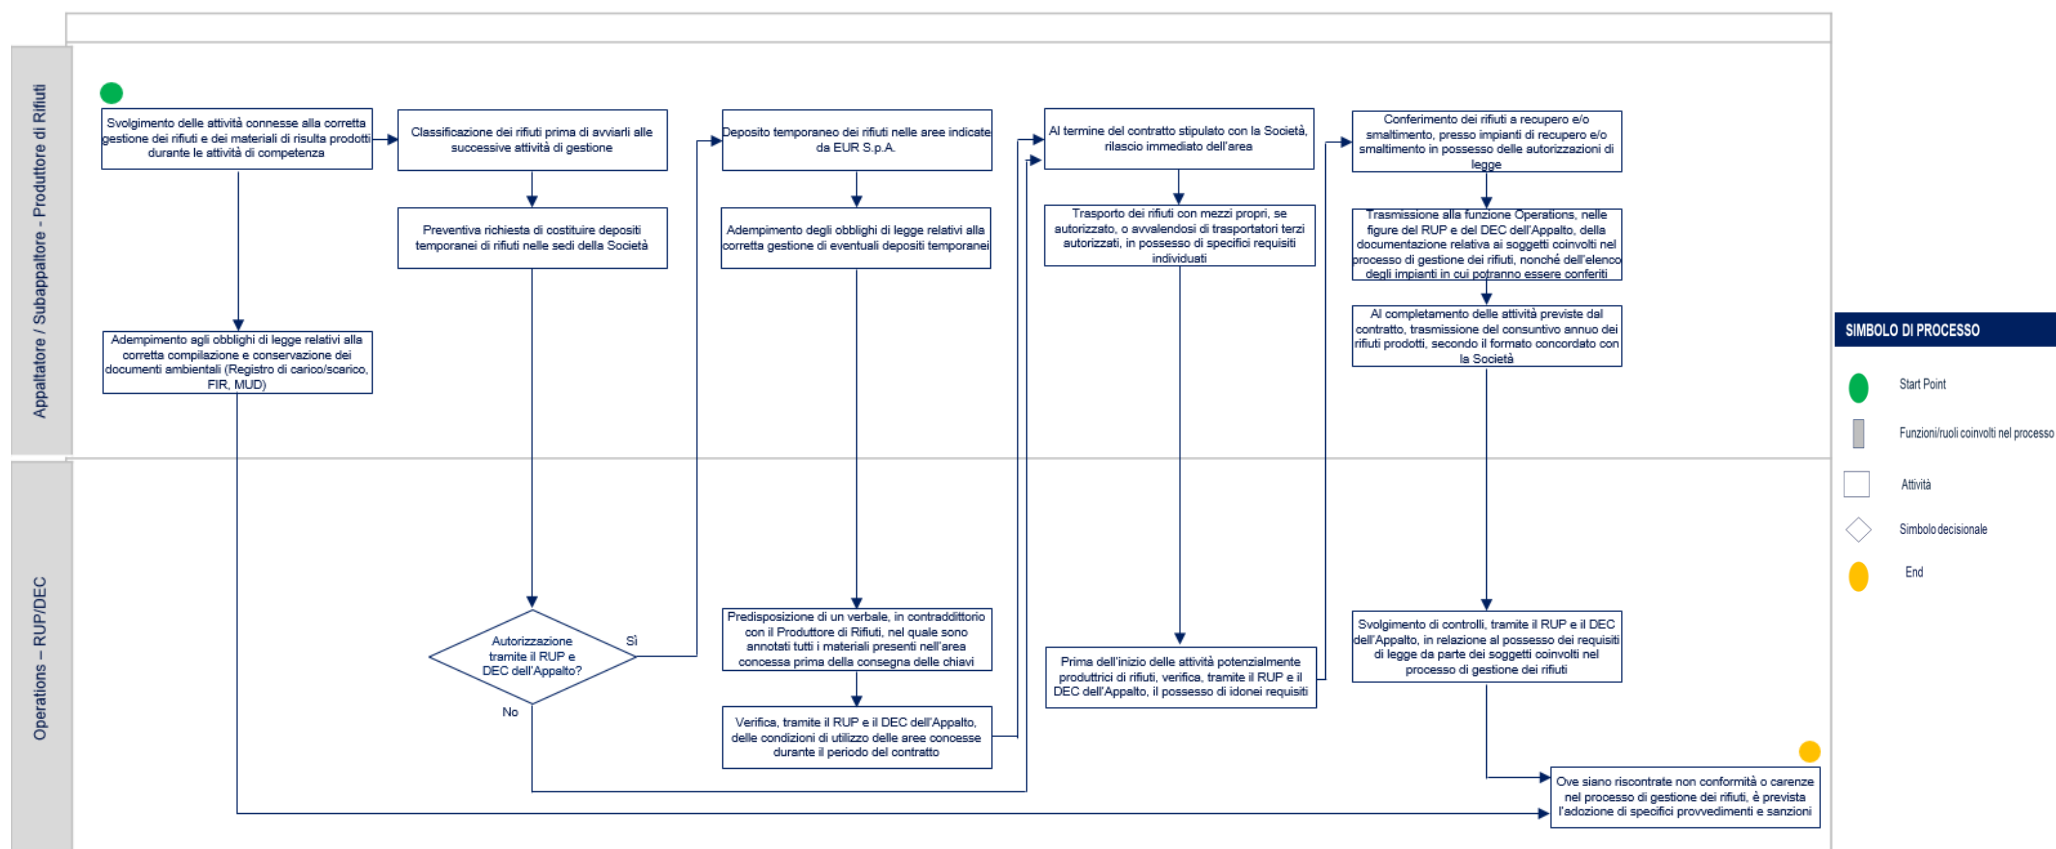 Appaltatore / Subappaltore - Produttore di Rifiuti
Svolgimento delle attività connesse alla corretta
gestione dei rifiuti e dei materiali di risulta prodotti
durante le attività di competenza
Adempimento agli obblighi di legge relativi alla
corretta compilazione e conservazione dei
documenti ambientali (Registro di carico/scarico,
FIR, MUD)
Classificazione dei rifiuti prima di avviarli alle
successive attività di gestione
Preventiva richiesta di costituire depositi
temporanei di rifiuti nelle sedi della Società
Deposito temporaneo dei rifiuti nelle aree indicate
da EUR S.p.A.
Adempimento degli obblighi di legge relativi alla
corretta gestione di eventuali depositi temporanei
Al termine del contratto stipulato con la Società,
rilascio immediato dell'area
Trasporto dei rifiuti con mezzi propri, se
autorizzato, o avvalendosi di trasportatori terzi
autorizzati, in possesso di specifici requisiti
individuati
Conferimento dei rifiuti a recupero e/o
smaltimento, presso impianti di recupero e/o
smaltimento in possesso delle autorizzazioni di
legge
Trasmissione alla funzione Operations, nelle
figure del RUP e del DEC dell'Appalto, della
documentazione relativa ai soggetti coinvolti nel
processo di gestione dei rifiuti, nonché dell'elenco
degli impianti in cui potranno essere conferiti
Al completamento delle attività previste dal
contratto, trasmissione del consuntivo annuo dei
rifiuti prodotti, secondo il formato concordato con
la Società
Operations – RUP/DEC
Autorizzazione
tramite il RUP e
DEC dell'Appalto?
Sì
No
Predisposizione di un verbale, in contraddittorio
con il Produttore di Rifiuti, nel quale sono
annotati tutti i materiali presenti nell'area
concessa prima della consegna delle chiavi
Verifica, tramite il RUP e il DEC dell'Appalto,
delle condizioni di utilizzo delle aree concesse
durante il periodo del contratto
Prima dell'inizio delle attività potenzialmente
produttrici di rifiuti, verifica, tramite il RUP e il
DEC dell'Appalto, il possesso di idonei requisiti
Svolgimento di controlli, tramite il RUP e il DEC
dell'Appalto, in relazione al possesso dei requisiti
di legge da parte dei soggetti coinvolti nel
processo di gestione dei rifiuti
Ove siano riscontrate non conformità o carenze
nel processo di gestione dei rifiuti, è prevista
l'adozione di specifici provvedimenti e sanzioni
SIMBOLO DI PROCESSO
Start Point
Funzioni/ruoli coinvolti nel processo
Attività
Simbolo decisionale
End